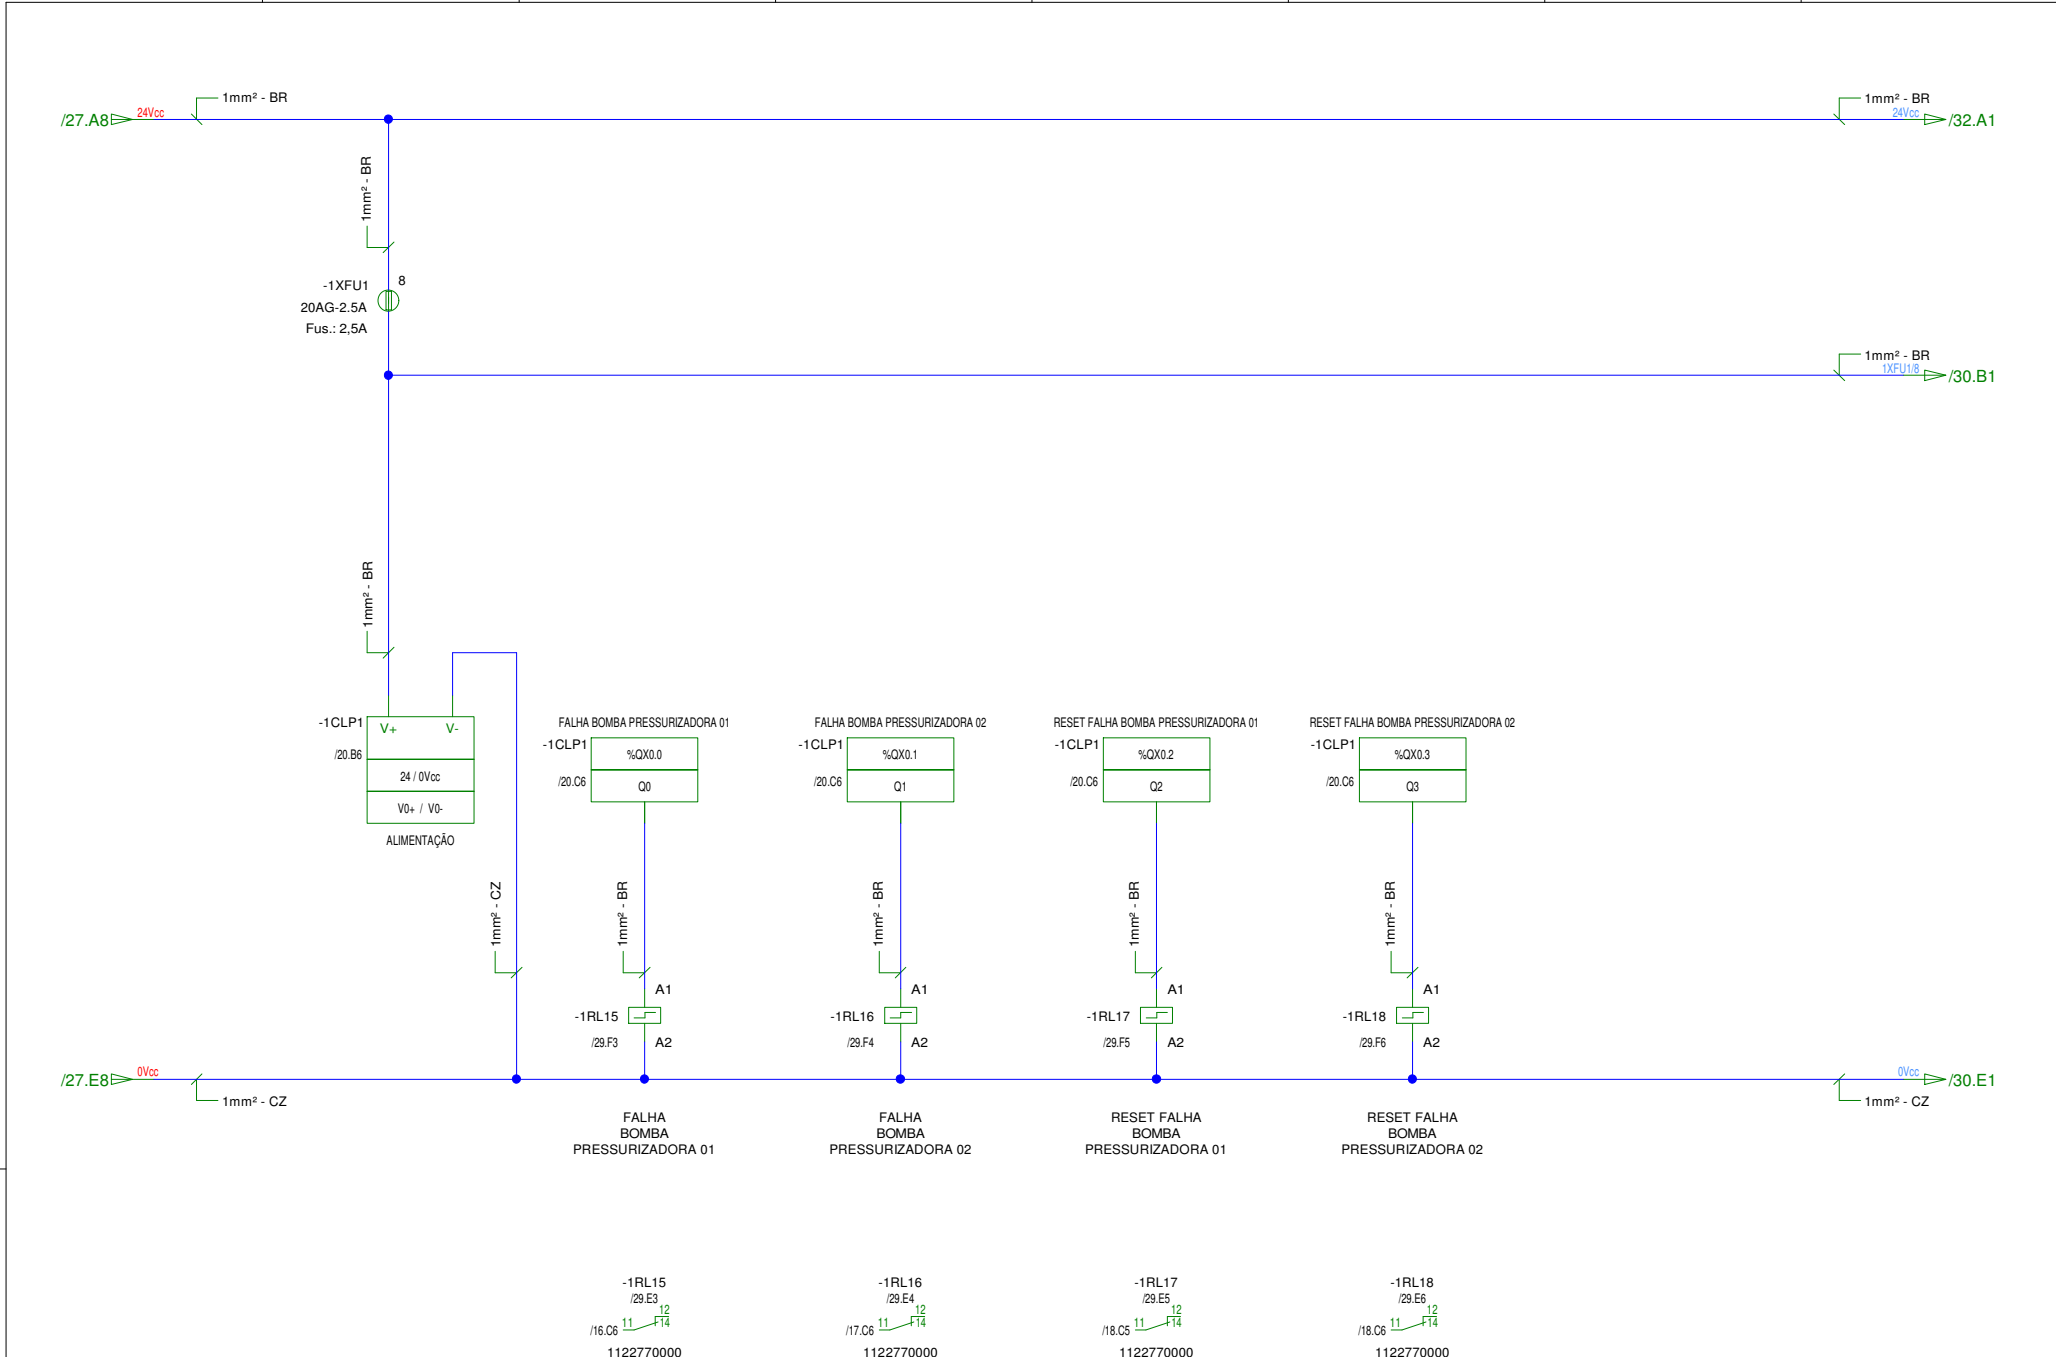 1mm² - BR
1mm² - BR
/27.A8
24Vcc
24Vcc
/32.A1
1mm² - BR
-1XFU1
8
20AG-2.5A
Fus.: 2,5A
1mm² - BR
1XFU1/8
/30.B1
1mm² - BR
-1CLP1
V+
V-
/20.B6
24 / 0Vcc
V0+ / V0-
ALIMENTAÇÃO
FALHA BOMBA PRESSURIZADORA 01
-1CLP1
%QX0.0
/20.C6
Q0
FALHA BOMBA PRESSURIZADORA 02
-1CLP1
%QX0.1
/20.C6
Q1
RESET FALHA BOMBA PRESSURIZADORA 01
-1CLP1
%QX0.2
/20.C6
Q2
RESET FALHA BOMBA PRESSURIZADORA 02
-1CLP1
%QX0.3
/20.C6
Q3
1mm² - CZ
1mm² - BR
1mm² - BR
1mm² - BR
1mm² - BR
A1
-1RL15
/29.F3
A2
A1
-1RL16
/29.F4
A2
A1
-1RL17
/29.F5
A2
A1
-1RL18
/29.F6
A2
/27.E8
0Vcc
0Vcc
/30.E1
1mm² - CZ
1mm² - CZ
FALHA
BOMBA
PRESSURIZADORA 01
FALHA
BOMBA
PRESSURIZADORA 02
RESET FALHA
BOMBA
PRESSURIZADORA 01
RESET FALHA
BOMBA
PRESSURIZADORA 02
-1RL15
/29.E3
12
/16.C6
11
14
1122770000
-1RL16
/29.E4
12
/17.C6
11
14
1122770000
-1RL17
/29.E5
12
/18.C5
11
14
1122770000
-1RL18
/29.E6
12
/18.C6
11
14
1122770000